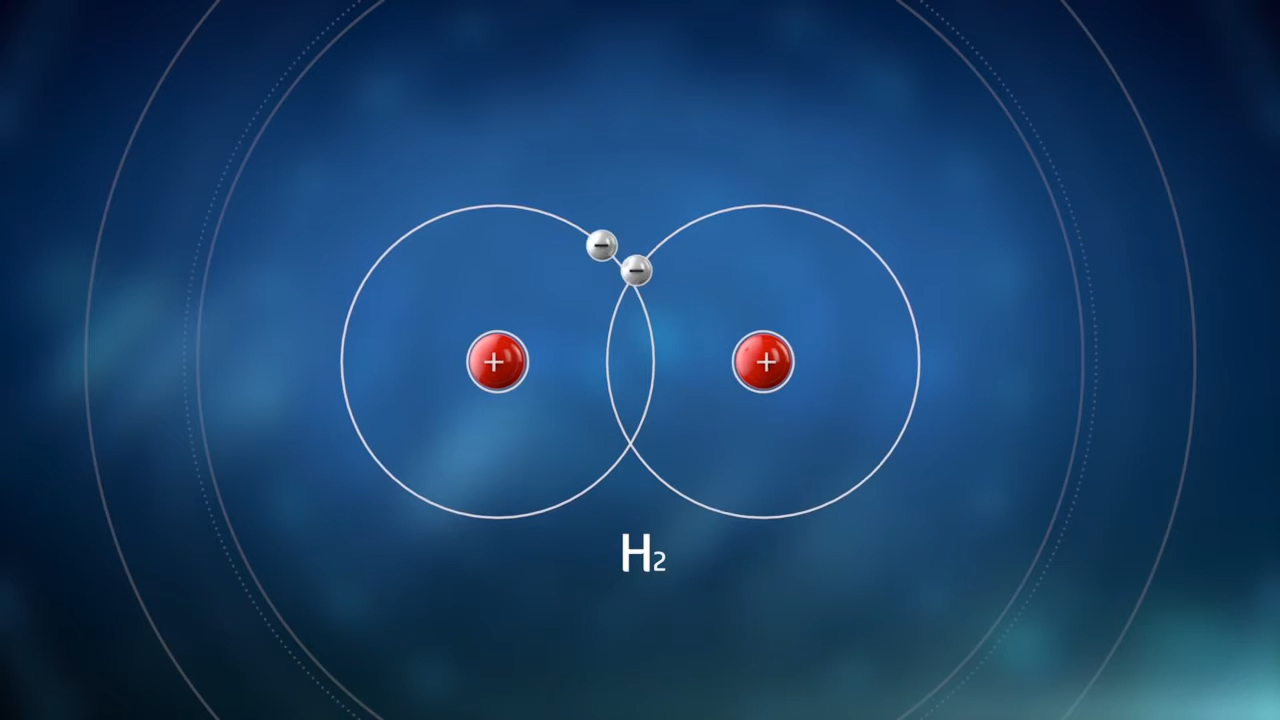 − −
+ +
H₂